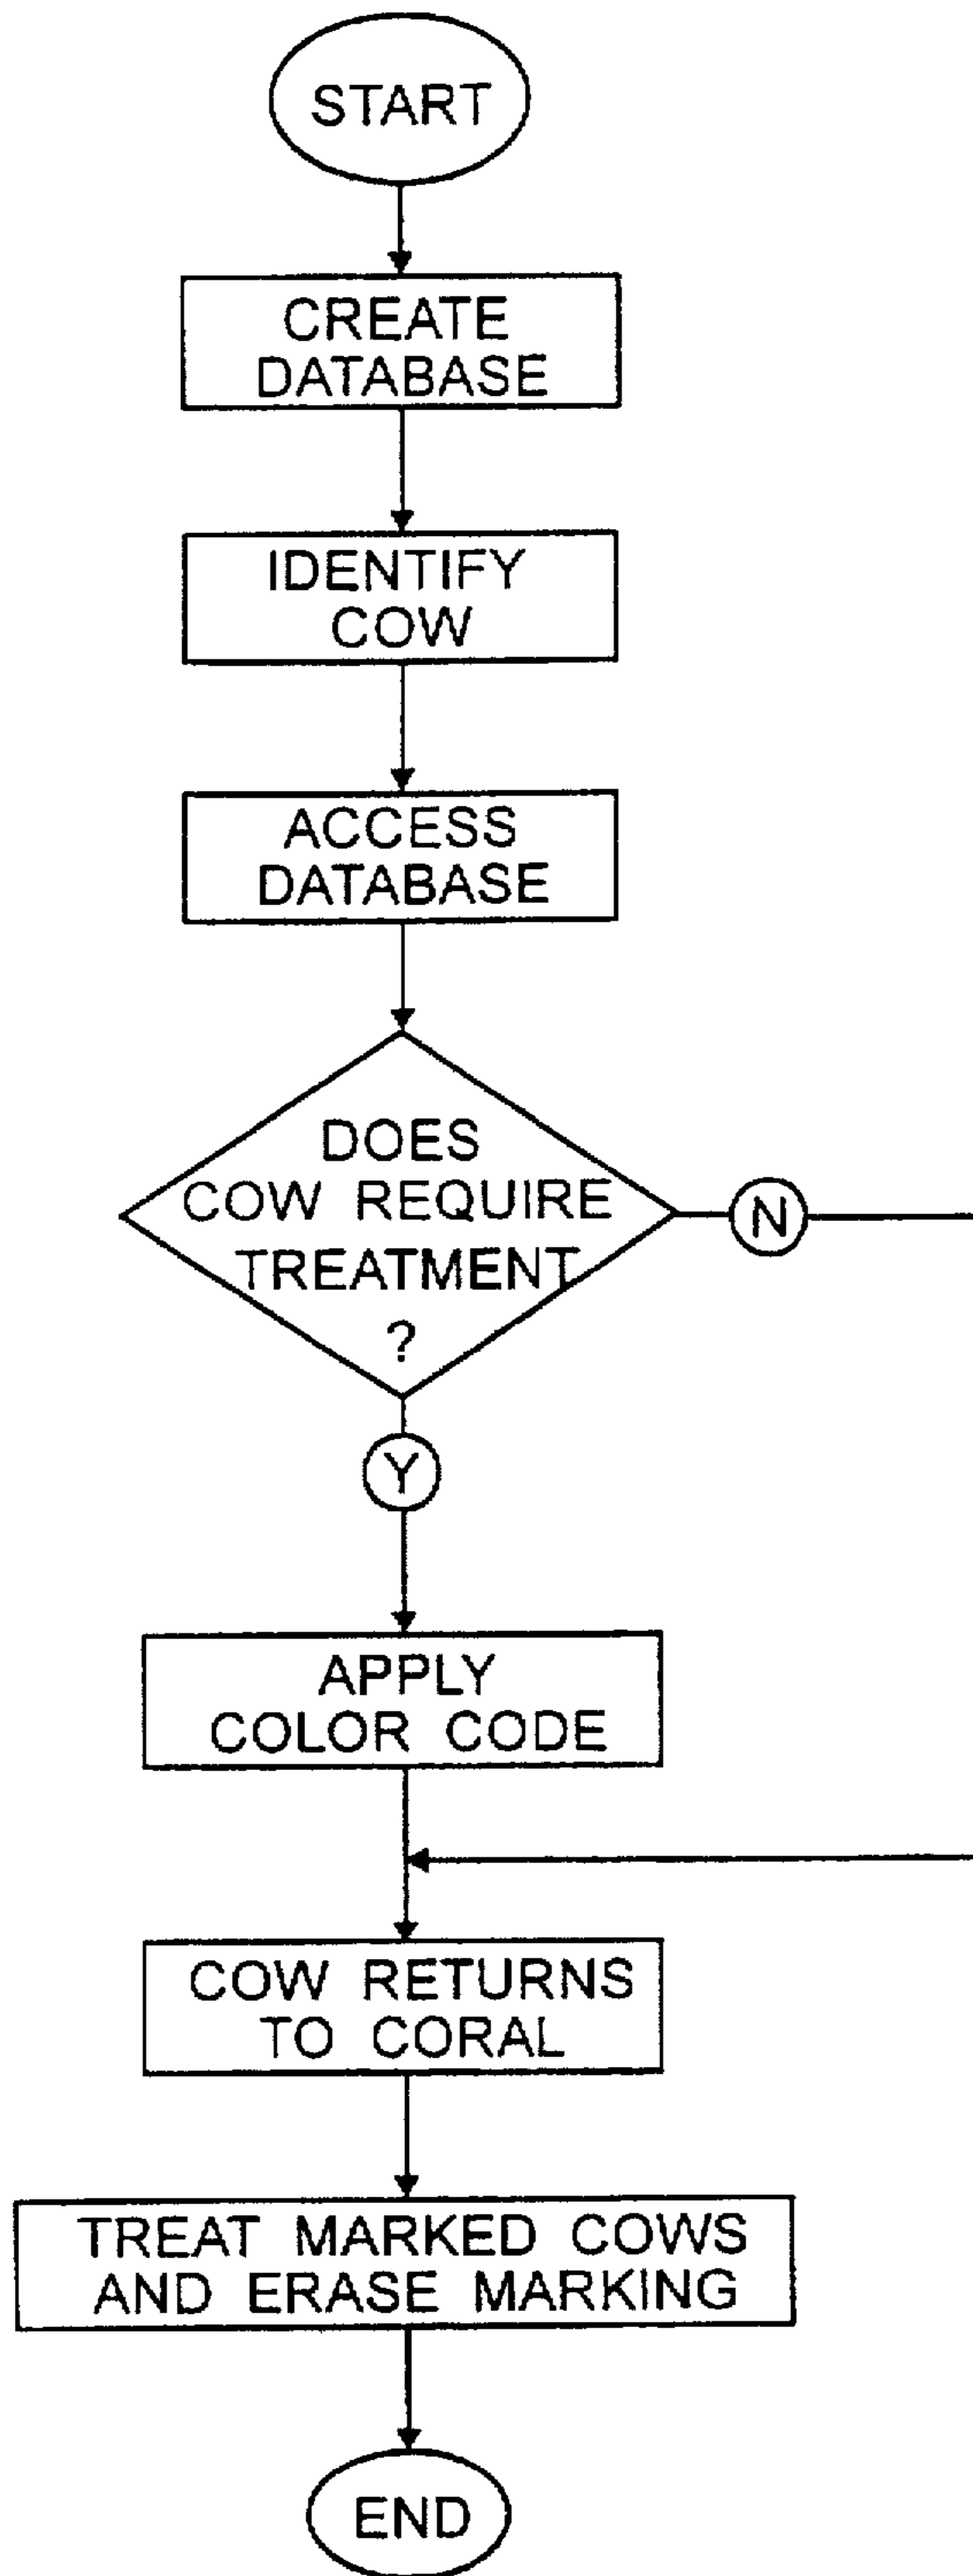 START
CREATE
DATABASE
IDENTIFY
COW
ACCESS
DATABASE
DOES
COW REQUIRE
TREATMENT
?
N
Y
APPLY
COLOR CODE
COW RETURNS
TO CORAL
TREAT MARKED COWS
AND ERASE MARKING
END